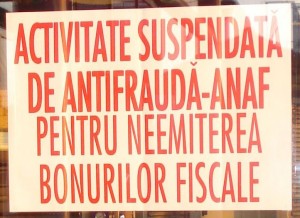 ACTIVITATE SUSPENDATĂ
DE ANTIFRAUDĂ-ANAF
PENTRU NEEMITEREA
BONURILOR FISCALE